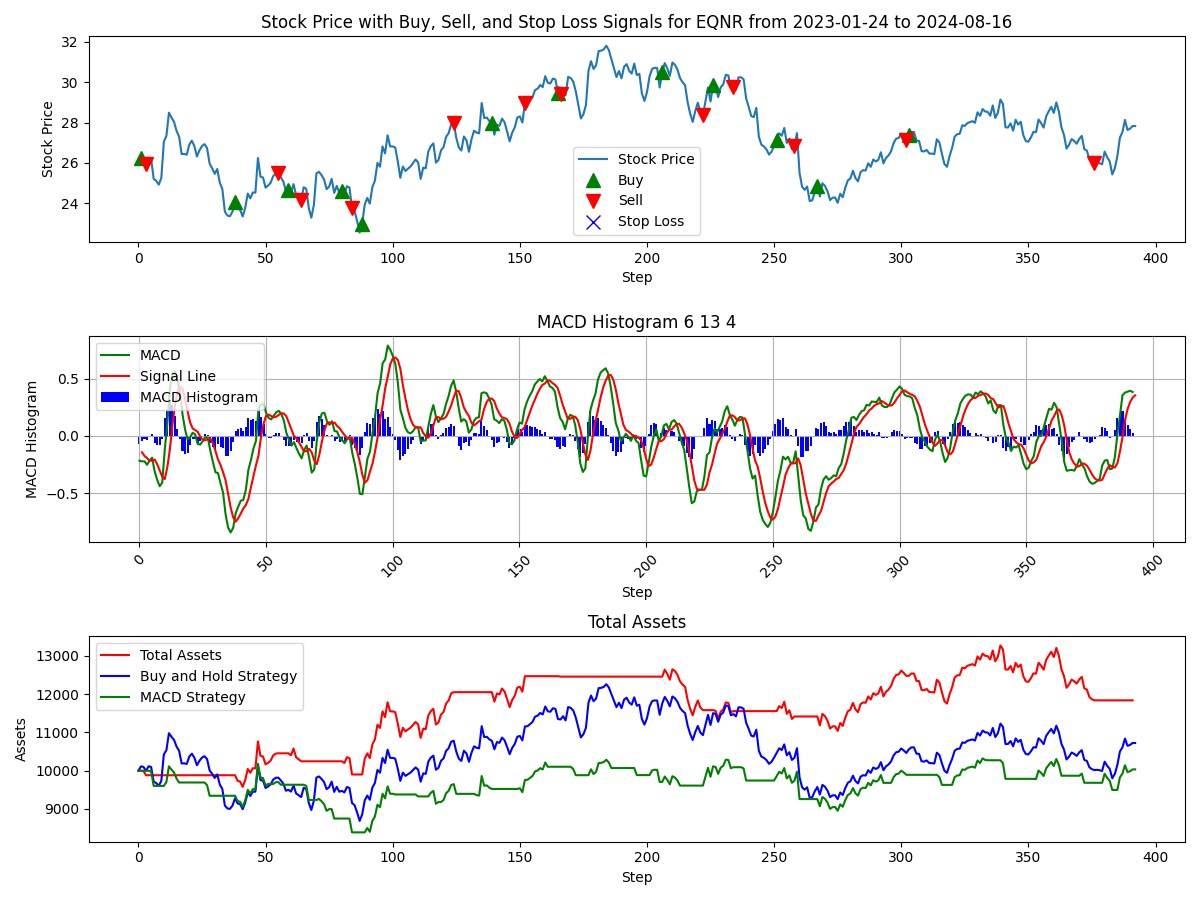 Stock Price with Buy, Sell, and Stop Loss Signals for EQNR from 2023-01-24 to 2024-08-16
32
30
28
26
24
Stock Price
Stock Price
Buy
Sell
Stop Loss
0 50 100 150 200 250 300 350 400
Step
MACD Histogram 6 13 4
0.5
0.0
−0.5
MACD Histogram
MACD
Signal Line
MACD Histogram
0 50 100 150 200 250 300 350 400
Step
Total Assets
13000
12000
11000
10000
9000
Assets
Total Assets
Buy and Hold Strategy
MACD Strategy
0 50 100 150 200 250 300 350 400
Step